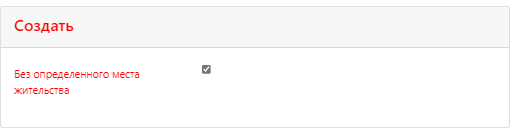 Создать
Без определенного места
жительства